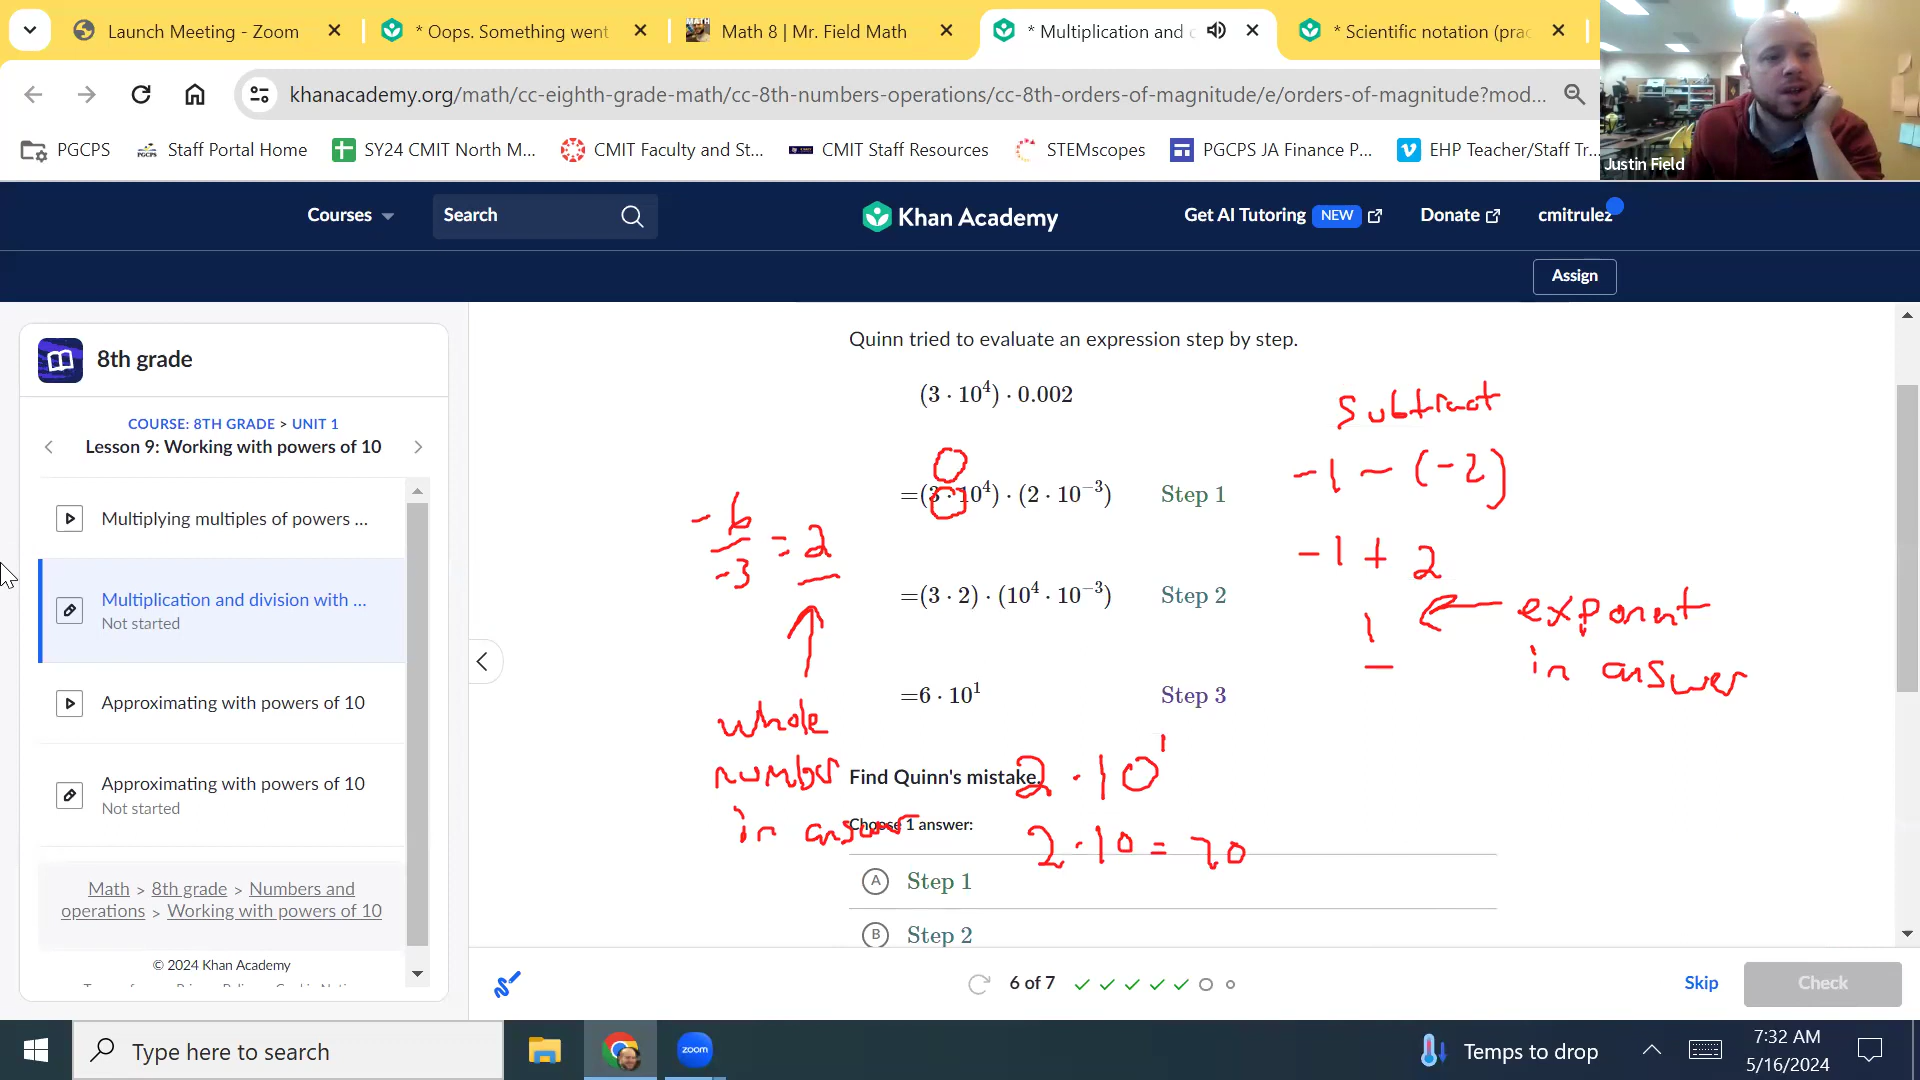 Launch Meeting - Zoom
* Oops. Something went
Math 8 | Mr. Field Math
* Multiplication and
* Scientific notation (prac
khanacademy.org/math/cc-eighth-grade-math/cc-8th-numbers-operations/cc-8th-orders-of-magnitude/e/orders-of-magnitude?mod...
PGCPS
Staff Portal Home
SY24 CMIT North M...
CMIT Faculty and St...
CMIT Staff Resources
STEMscopes
PGCPS JA Finance P...
EHP Teacher/Staff Tr...
Justin Field
Courses
Search
Khan Academy
Get AI Tutoring NEW
Donate
cmitrulez
Assign
8th grade
COURSE: 8TH GRADE > UNIT 1
Lesson 9: Working with powers of 10
Multiplying multiples of powers ...
Multiplication and division with ...
Not started
Approximating with powers of 10
Approximating with powers of 10
Not started
Math > 8th grade > Numbers and
operations > Working with powers of 10
© 2024 Khan Academy
Quinn tried to evaluate an expression step by step.
(3 · 10⁴) · 0.002
=(3 · 10⁴) · (2 · 10⁻³) Step 1
=(3 · 2) · (10⁴ · 10⁻³) Step 2
=6 · 10¹ Step 3
Find Quinn's mistake.
Choose 1 answer:
A Step 1
B Step 2
-6/-3 = 2
whole
number
in answer
subtract
-1 - (-2)
-1 + 2
1
exponent
in answer
2 · 10¹
2 · 10 = 20
6 of 7
Skip
Check
Type here to search
zoom
Temps to drop
7:32 AM
5/16/2024